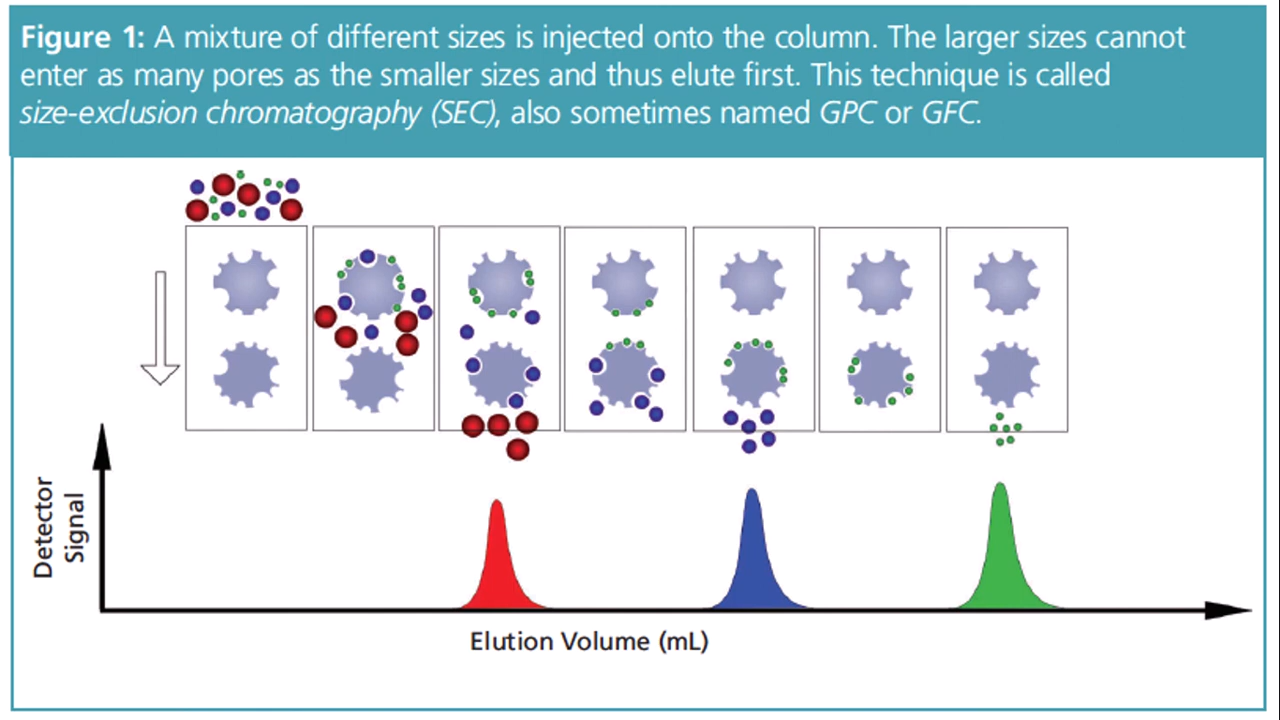 Figure 1: A mixture of different sizes is injected onto the column. The larger sizes cannot
enter as many pores as the smaller sizes and thus elute first. This technique is called
size-exclusion chromatography (SEC), also sometimes named GPC or GFC.
Detector
Signal
Elution Volume (mL)